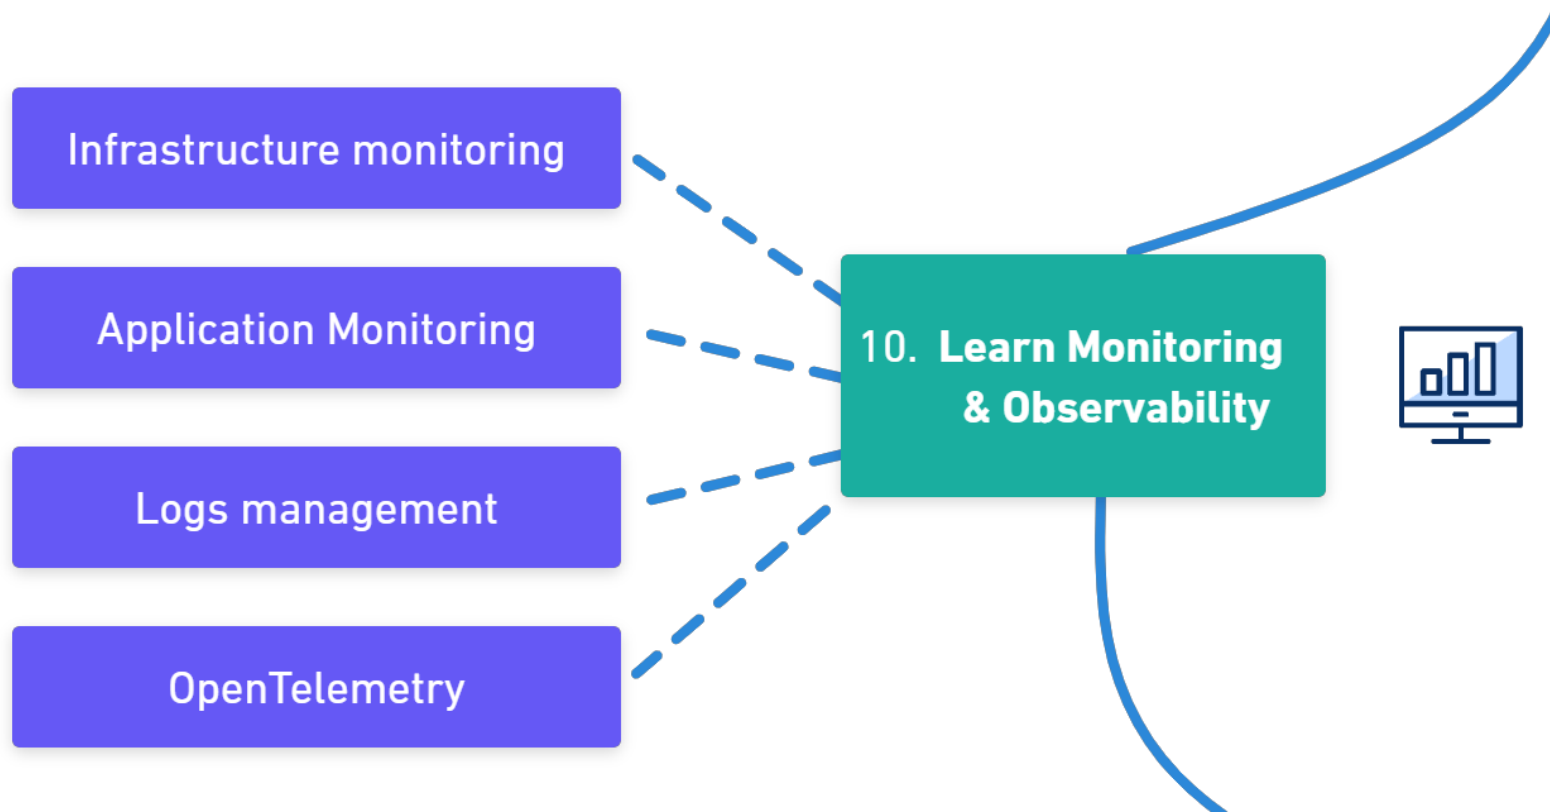 Infrastructure monitoring
Application Monitoring
Logs management
OpenTelemetry
10. Learn Monitoring
& Observability